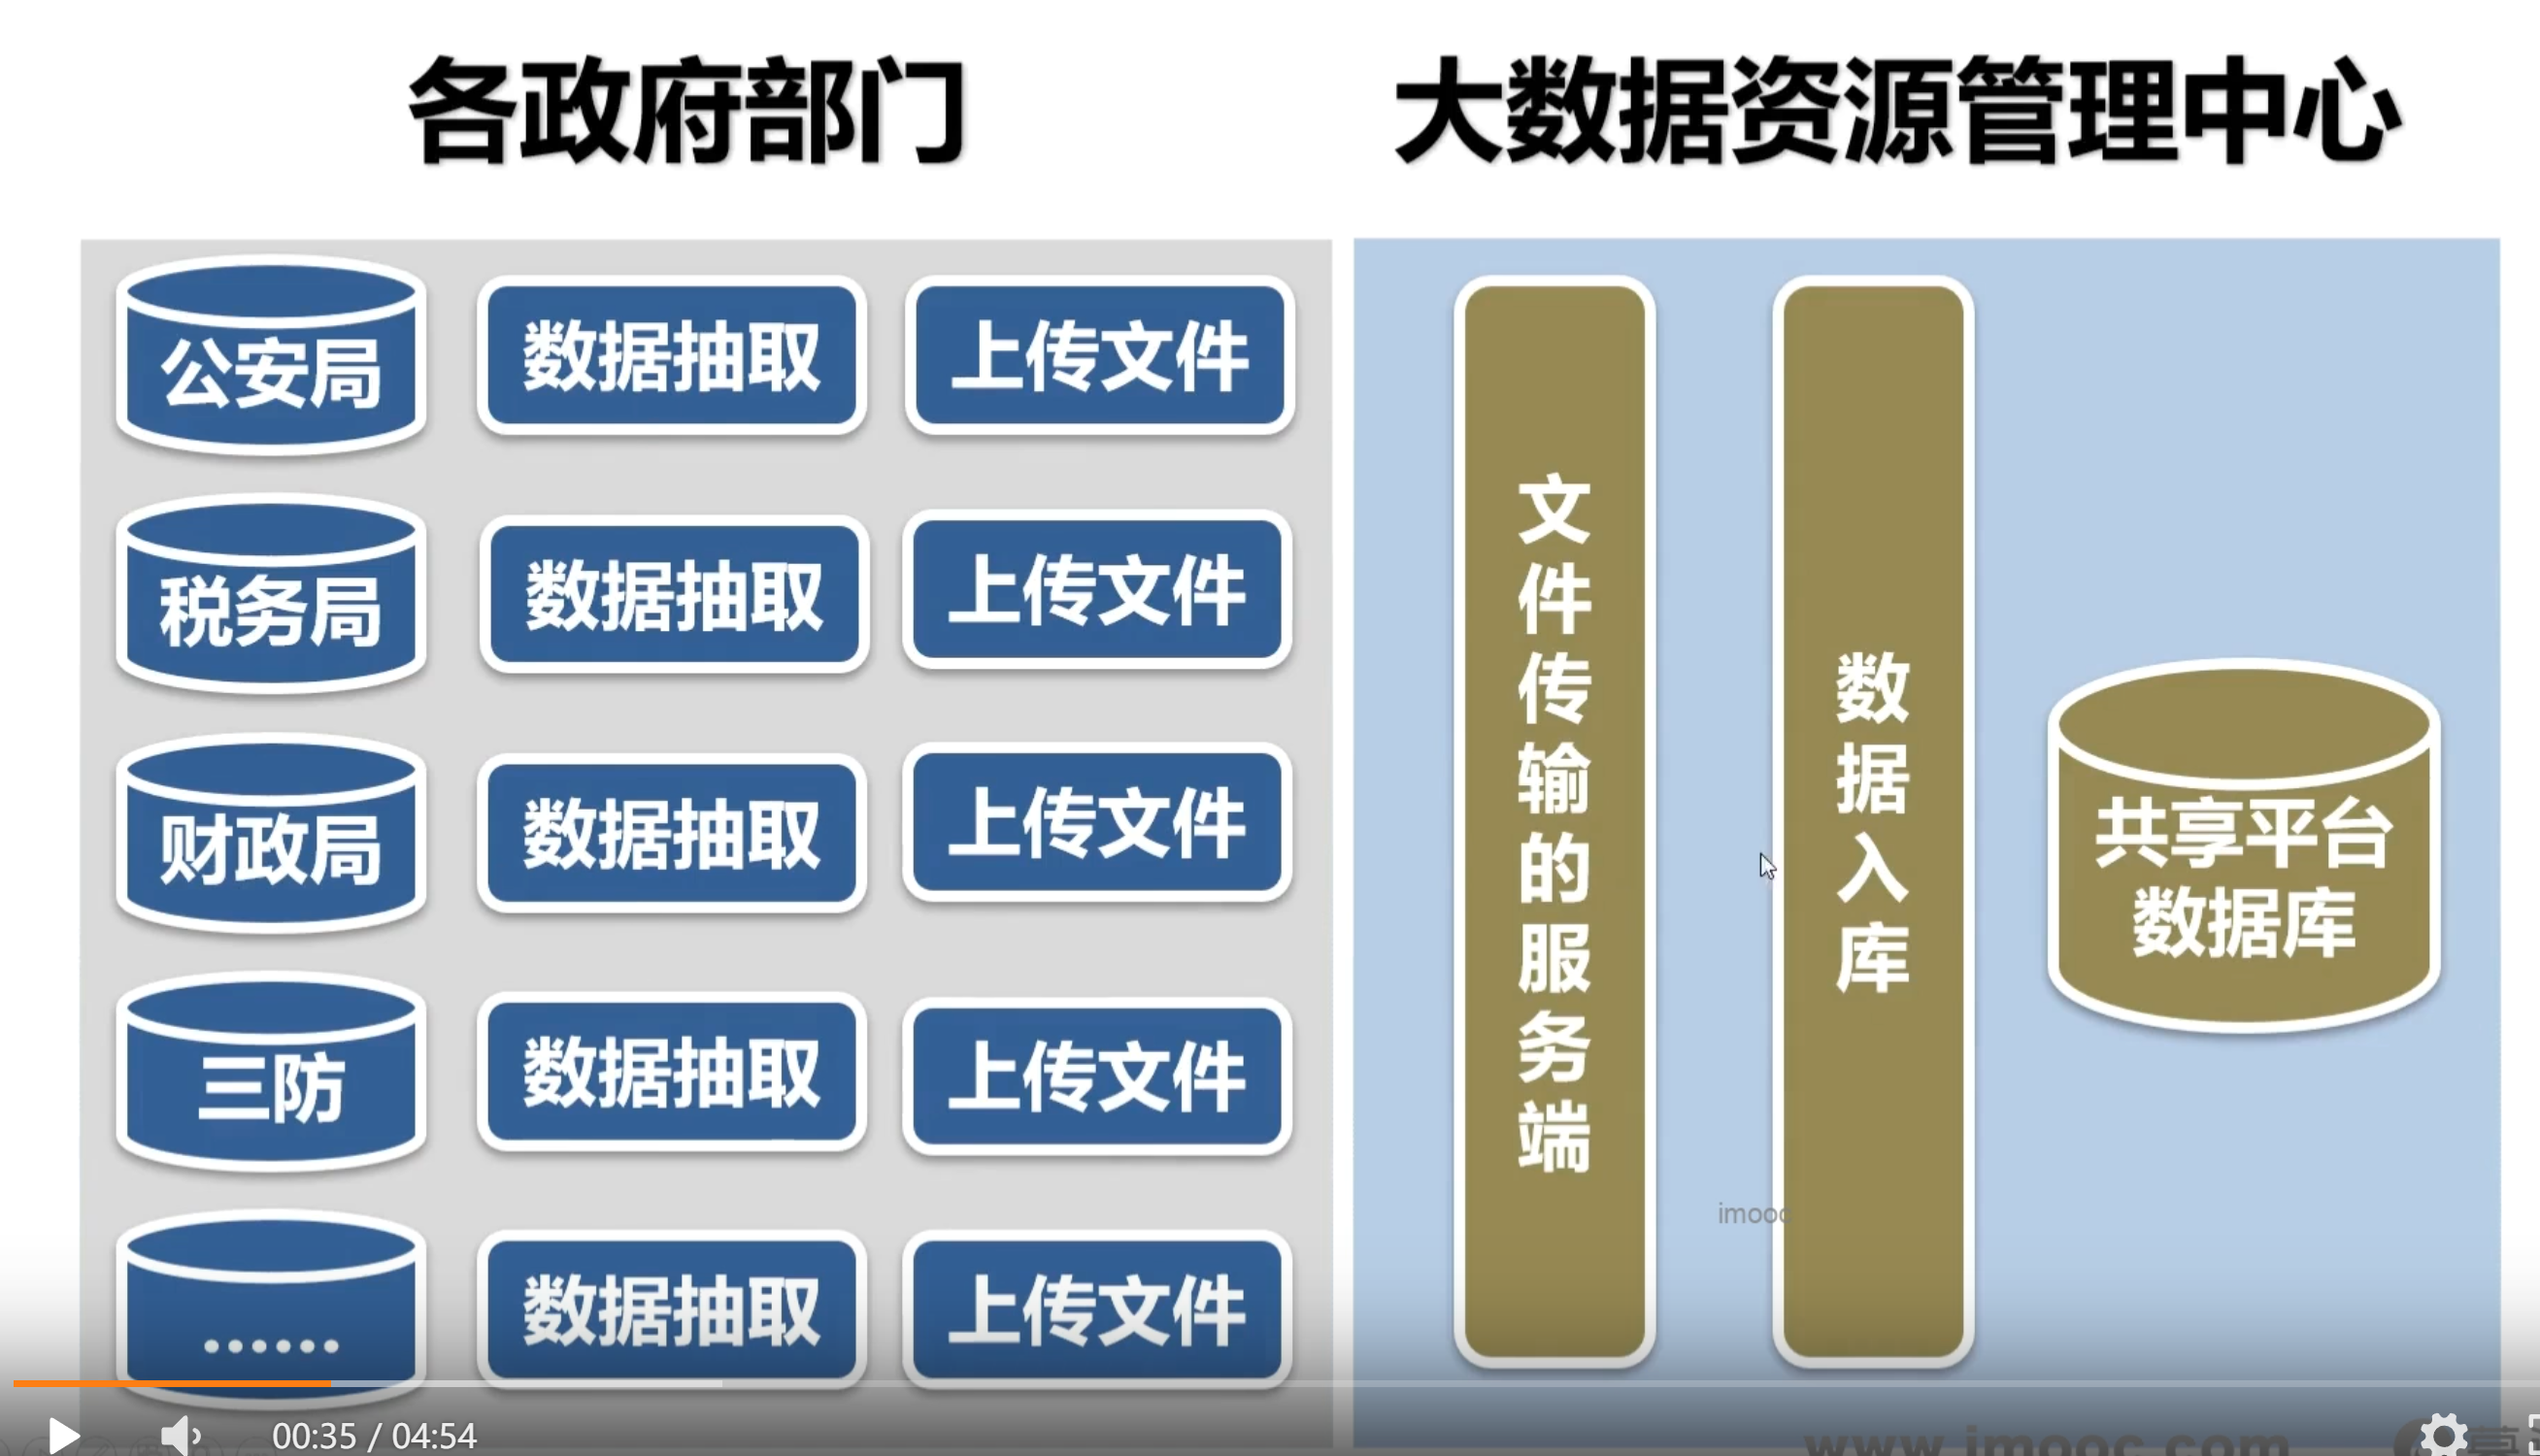 各政府部门
大数据资源管理中心
公安局
数据抽取
上传文件
税务局
数据抽取
上传文件
财政局
数据抽取
上传文件
三防
数据抽取
上传文件
......
数据抽取
上传文件
文件传输的服务端
数据入库
共享平台
数据库
imooc
00:35 / 04:54
www.imooc.com